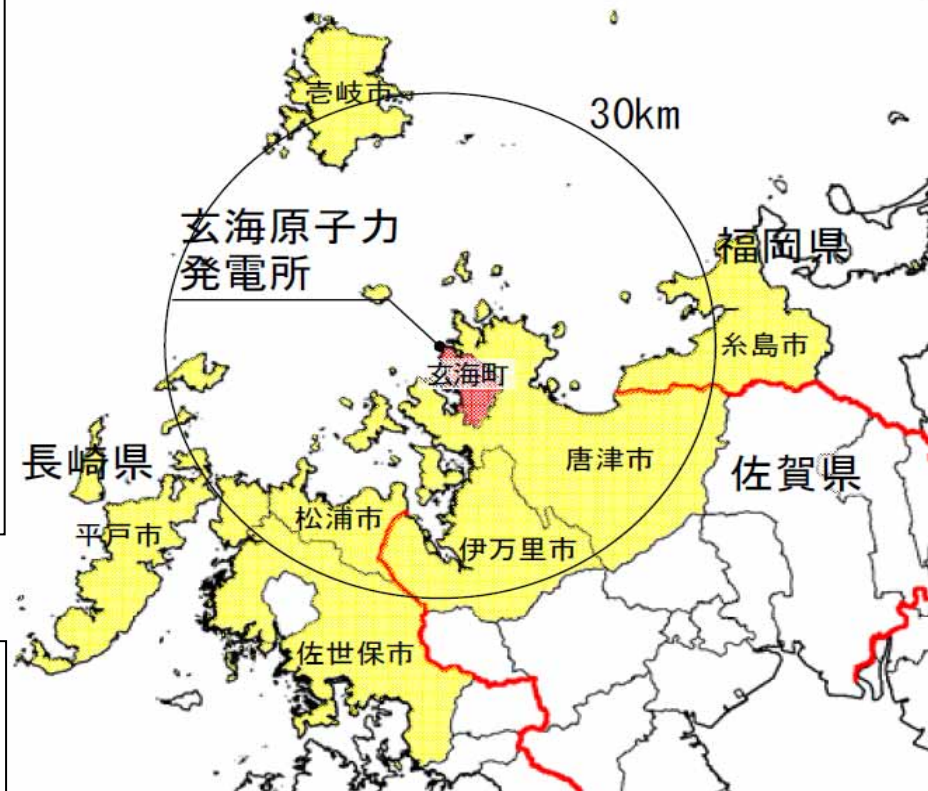 壱岐市
30km
玄海原子力
発電所
福岡県
糸島市
玄海町
唐津市
長崎県
佐賀県
松浦市
平戸市
伊万里市
佐世保市